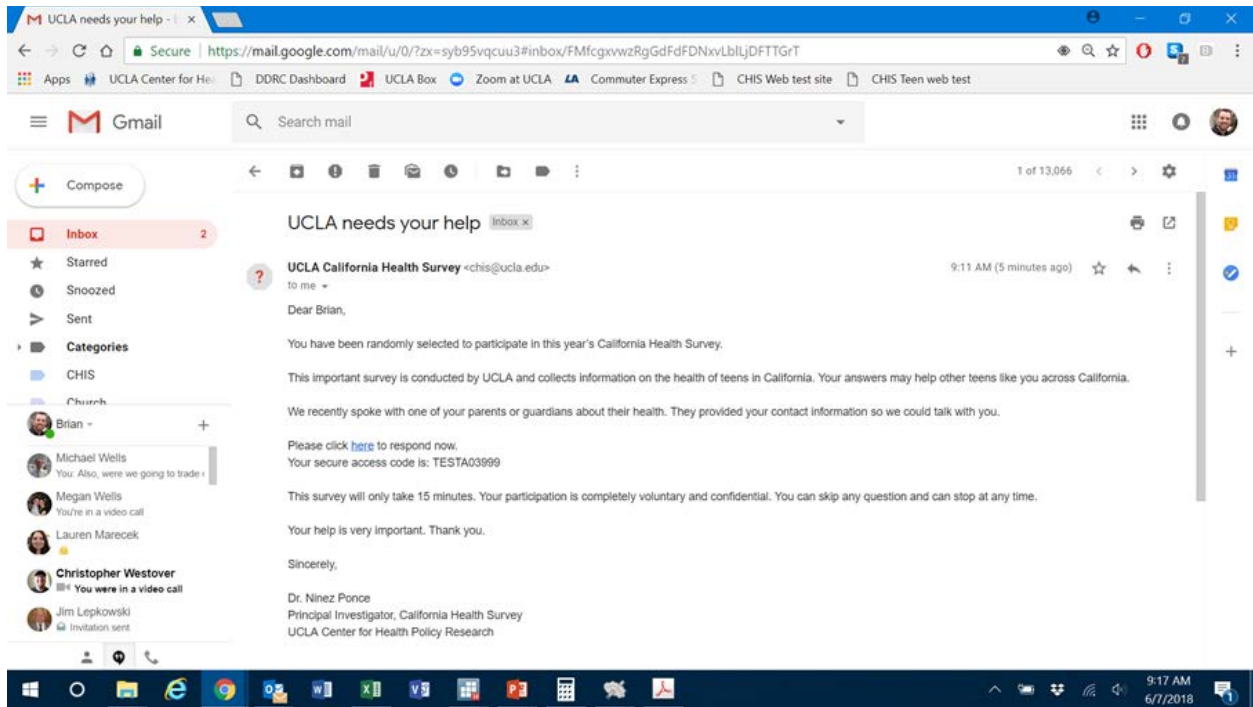 UCLA needs your help -
Secure https://mail.google.com/mail/u/0/?zx=syb95vqcuu3#inbox/FMfcgxvwzRgGdFdFDNxvLbILjDFTTGrT
Apps UCLA Center for He DDRC Dashboard UCLA Box Zoom at UCLA LA Commuter Express S CHIS Web test site CHIS Teen web test
Gmail Search mail
Compose 1 of 13,066
UCLA needs your help Inbox x
Inbox 2
Starred
Snoozed
Sent
Categories
CHIS
Church
Brian
Michael Wells
You: Also, were we going to trade
Megan Wells
You're in a video call
Lauren Marecek
Christopher Westover
You were in a video call
Jim Lepkowski
Invitation sent
UCLA California Health Survey <chis@ucla.edu> 9:11 AM (5 minutes ago)
to me
Dear Brian,
You have been randomly selected to participate in this year's California Health Survey.
This important survey is conducted by UCLA and collects information on the health of teens in California. Your answers may help other teens like you across California.
We recently spoke with one of your parents or guardians about their health. They provided your contact information so we could talk with you.
Please click here to respond now.
Your secure access code is: TESTA03999
This survey will only take 15 minutes. Your participation is completely voluntary and confidential. You can skip any question and can stop at any time.
Your help is very important. Thank you.
Sincerely,
Dr. Ninez Ponce
Principal Investigator, California Health Survey
UCLA Center for Health Policy Research
9:17 AM
6/7/2018